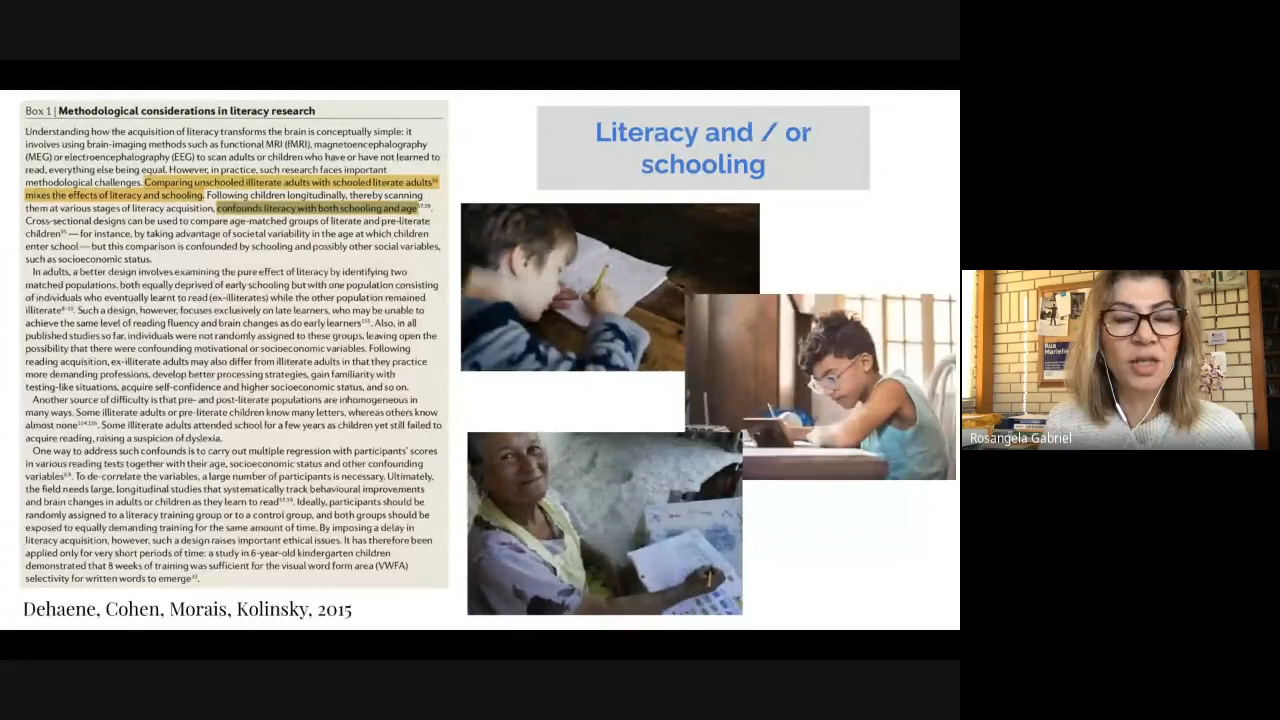 Box 1 | Methodological considerations in literacy research
Understanding how the acquisition of literacy transforms the brain is conceptually simple: it
involves using brain-imaging methods such as functional MRI (fMRI), magnetoencephalography
(MEG) or electroencephalography (EEG) to scan adults or children who have or have not learned to
read, everything else being equal. However, in practice, such research faces important
methodological challenges. Comparing unschooled illiterate adults with schooled literate adults
mixes the effects of literacy and schooling. Following children longitudinally, thereby scanning
them at various stages of literacy acquisition, confounds literacy with both schooling and age
Cross-sectional designs can be used to compare age-matched groups of literate and pre-literate
children — for instance, by taking advantage of societal variability in the age at which children
enter school — but this comparison is confounded by schooling and possibly other social variables,
such as socioeconomic status.
In adults, a better design involves examining the pure effect of literacy by identifying two
matched populations, both equally deprived of early schooling but with one population consisting
of individuals who eventually learnt to read (ex-illiterates) while the other population remained
illiterate. Such a design, however, focuses exclusively on late learners, who may be unable to
achieve the same level of reading fluency and brain changes as do early learners. Also, in all
published studies so far, individuals were not randomly assigned to these groups, leaving open the
possibility that there were confounding motivational or socioeconomic variables. Following
reading acquisition, ex-illiterate adults may also differ from illiterate adults in that they practice
more demanding professions, develop better processing strategies, gain familiarity with
testing-like situations, acquire self-confidence and higher socioeconomic status, and so on.
Another source of difficulty is that pre- and post-literate populations are inhomogeneous in
many ways. Some illiterate adults or pre-literate children know many letters, whereas others know
almost none. Some illiterate adults attended school for a few years as children yet still failed to
acquire reading, raising a suspicion of dyslexia.
One way to address such confounds is to carry out multiple regression with participants' scores
in various reading tests together with their age, socioeconomic status and other confounding
variables. To de-correlate the variables, a large number of participants is necessary. Ultimately,
the field needs large, longitudinal studies that systematically track behavioural improvements
and brain changes in adults or children as they learn to read. Ideally, participants should be
randomly assigned to a literacy training group or to a control group, and both groups should be
exposed to equally demanding training for the same amount of time. By imposing a delay in
literacy acquisition, however, such a design raises important ethical issues. It has therefore been
applied only for very short periods of time: a study in 6-year-old kindergarten children
demonstrated that 8 weeks of training was sufficient for the visual word form area (VWFA)
selectivity for written words to emerge.
Dehaene, Cohen, Morais, Kolinsky, 2015
Literacy and / or
schooling
Rua
Marielle
Rosangela Gabriel